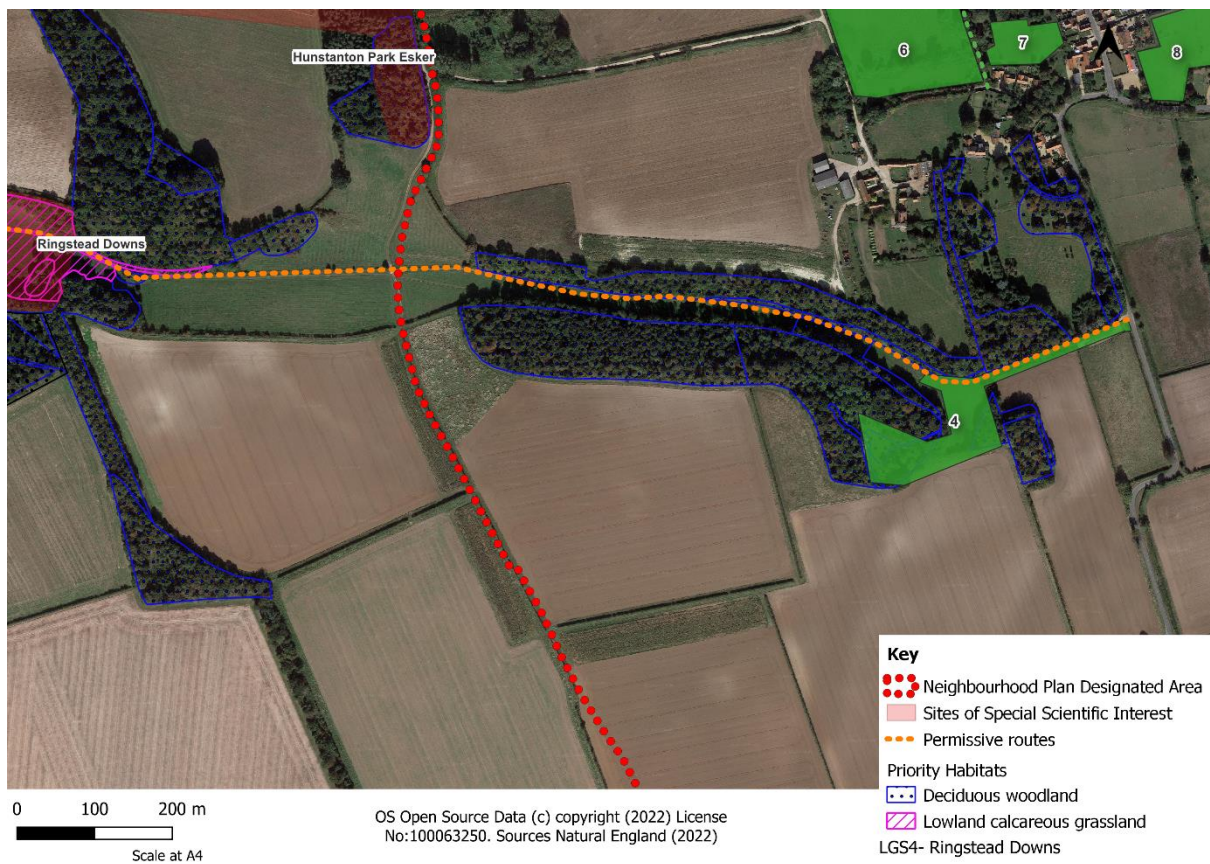 Hunstanton Park Esker
6
7
8
Ringstead Downs
4
Key
Neighbourhood Plan Designated Area
Sites of Special Scientific Interest
Permissive routes
Priority Habitats
Deciduous woodland
Lowland calcareous grassland
LGS4- Ringstead Downs
0 100 200 m
Scale at A4
OS Open Source Data (c) copyright (2022) License
No:100063250. Sources Natural England (2022)